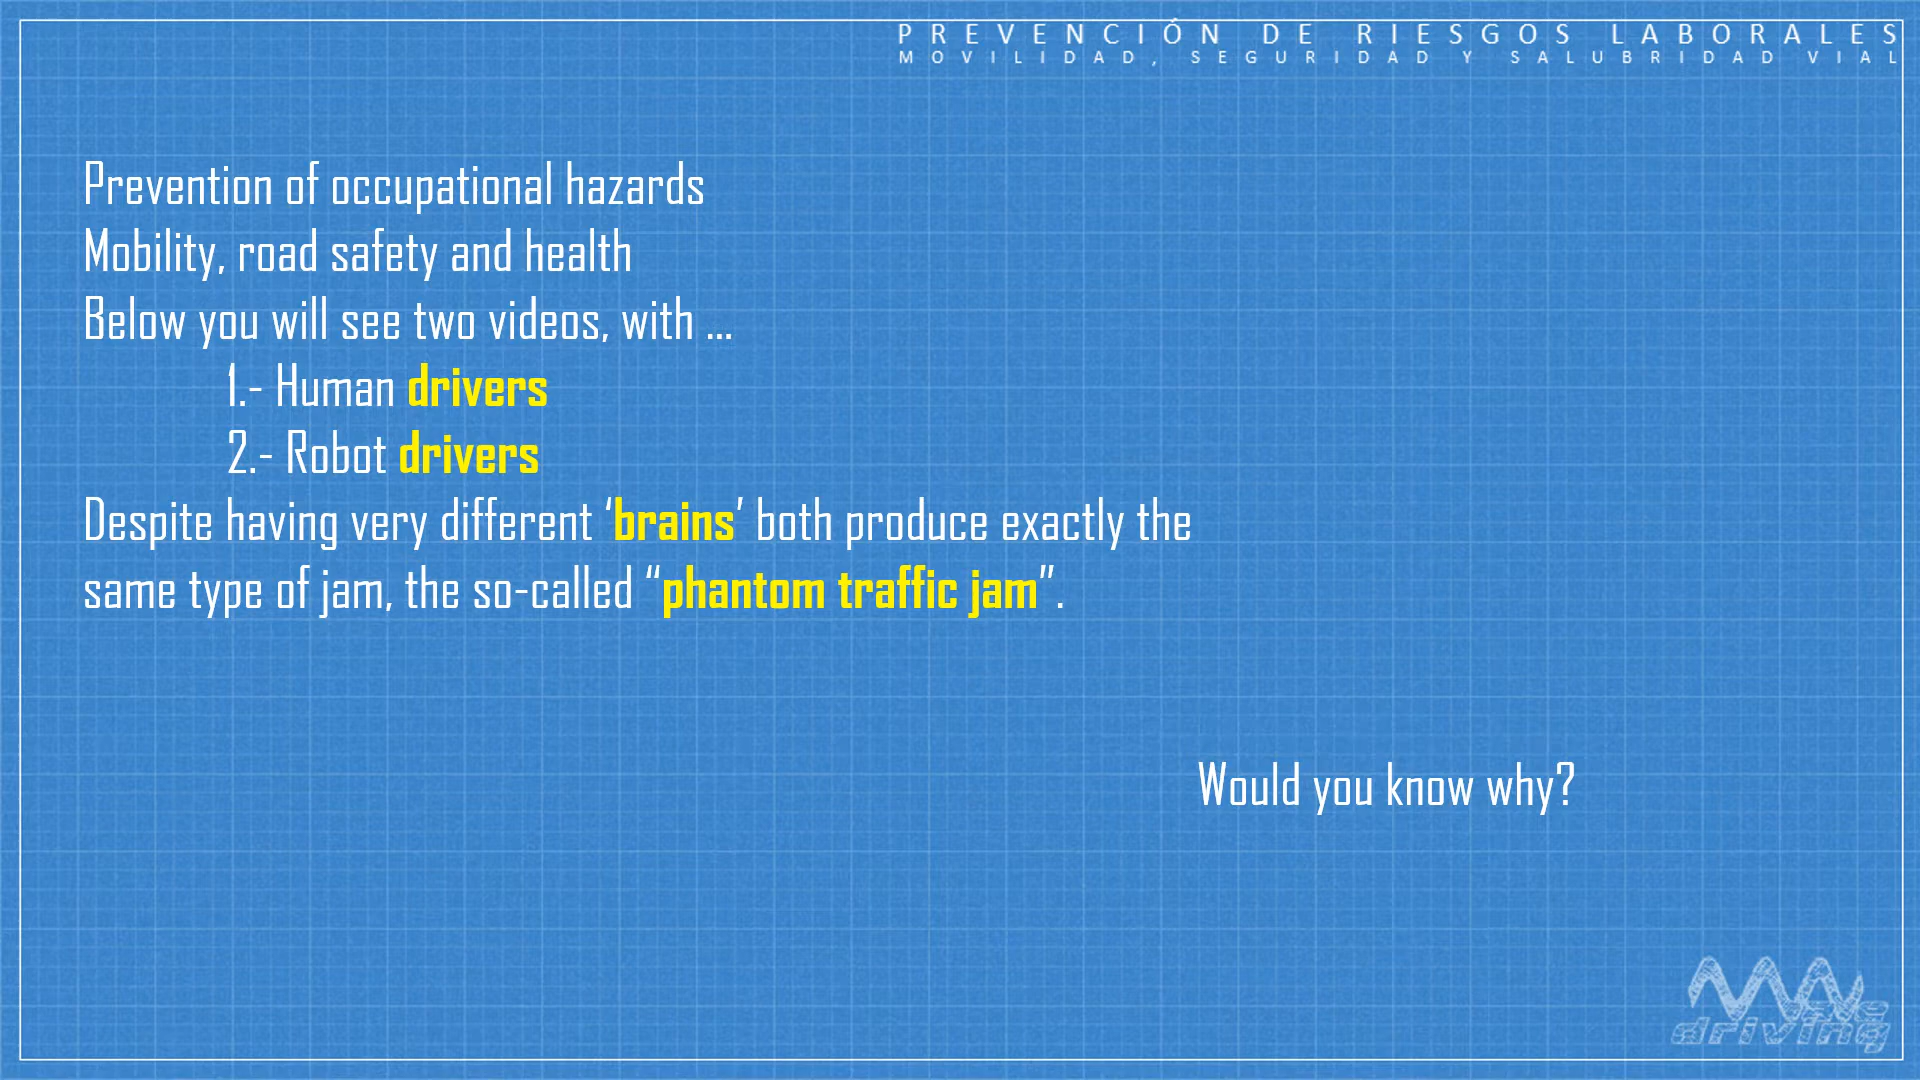 PREVENCIÓN DE RIESGOS LABORALES
MOVILIDAD, SEGURIDAD Y SALUBRIDAD VIAL
Prevention of occupational hazards
Mobility, road safety and health
Below you will see two videos, with ...
1.- Human drivers
2.- Robot drivers
Despite having very different ‘brains’ both produce exactly the
same type of jam, the so-called “phantom traffic jam”.
Would you know why?
driving